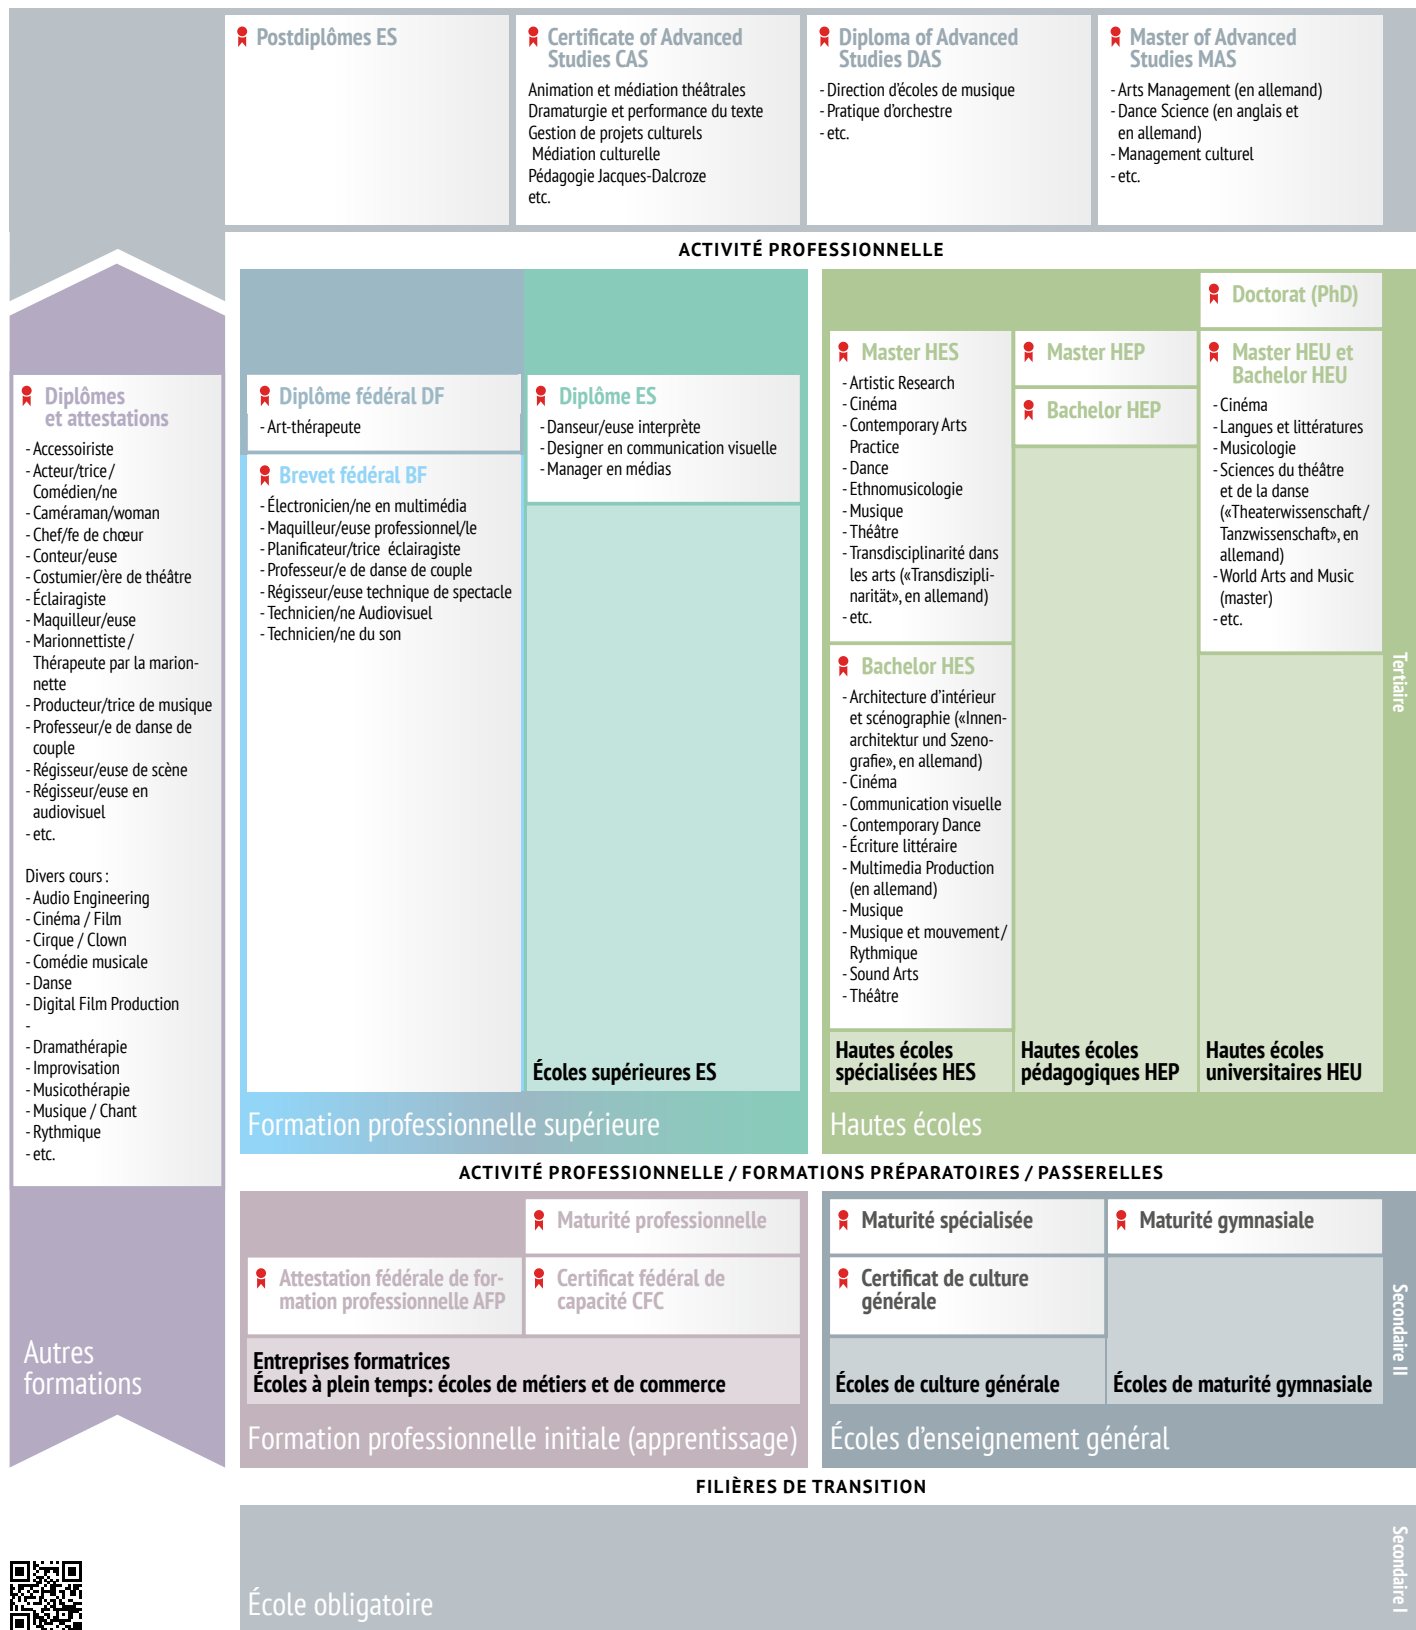 Postdiplômes ES
Certificate of Advanced
Studies CAS
Animation et médiation théâtrales
Dramaturgie et performance du texte
Gestion de projets culturels
Médiation culturelle
Pédagogie Jacques-Dalcroze
etc.
Diploma of Advanced
Studies DAS
- Direction d'écoles de musique
- Pratique d'orchestre
- etc.
Master of Advanced
Studies MAS
- Arts Management (en allemand)
- Dance Science (en anglais et
en allemand)
- Management culturel
- etc.
ACTIVITÉ PROFESSIONNELLE
Diplômes
et attestations
- Accessoiriste
- Acteur/trice/
Comédien/ne
- Caméraman/woman
- Chef/fe de chœur
- Conteur/euse
- Costumier/ère de théâtre
- Éclairagiste
- Maquilleur/euse
- Marionnettiste/
Thérapeute par la marion-
nette
- Producteur/trice de musique
- Professeur/e de danse de
couple
- Régisseur/euse de scène
- Régisseur/euse en
audiovisuel
- etc.
Divers cours :
- Audio Engineering
- Cinéma / Film
- Cirque / Clown
- Comédie musicale
- Danse
- Digital Film Production
-
- Dramathérapie
- Improvisation
- Musicothérapie
- Musique / Chant
- Rythmique
- etc.
Autres
formations
Diplôme fédéral DF
- Art-thérapeute
Brevet fédéral BF
- Électronicien/ne en multimédia
- Maquilleur/euse professionnel/le
- Planificateur/trice éclairagiste
- Professeur/e de danse de couple
- Régisseur/euse technique de spectacle
- Technicien/ne Audiovisuel
- Technicien/ne du son
Diplôme ES
- Danseur/euse interprète
- Designer en communication visuelle
- Manager en médias
Écoles supérieures ES
Formation professionnelle supérieure
Master HES
- Artistic Research
- Cinéma
- Contemporary Arts
Practice
- Dance
- Ethnomusicologie
- Musique
- Théâtre
- Transdisciplinarité dans
les arts («Transdiszipli-
narität», en allemand)
- etc.
Bachelor HES
- Architecture d'intérieur
et scénographie («Innen-
architektur und Szeno-
grafie», en allemand)
- Cinéma
- Communication visuelle
- Contemporary Dance
- Écriture littéraire
- Multimedia Production
(en allemand)
- Musique
- Musique et mouvement/
Rythmique
- Sound Arts
- Théâtre
Hautes écoles
spécialisées HES
Master HEP
Bachelor HEP
Hautes écoles
pédagogiques HEP
Doctorat (PhD)
Master HEU et
Bachelor HEU
- Cinéma
- Langues et littératures
- Musicologie
- Sciences du théâtre
et de la danse
(«Theaterwissenschaft/
Tanzwissenschaft», en
allemand)
- World Arts and Music
(master)
- etc.
Hautes écoles
universitaires HEU
Hautes écoles
Tertiaire
ACTIVITÉ PROFESSIONNELLE / FORMATIONS PRÉPARATOIRES / PASSERELLES
Maturité professionnelle
Attestation fédérale de for-
mation professionnelle AFP
Certificat fédéral de
capacité CFC
Entreprises formatrices
Écoles à plein temps: écoles de métiers et de commerce
Formation professionnelle initiale (apprentissage)
Maturité spécialisée
Certificat de culture
générale
Écoles de culture générale
Maturité gymnasiale
Écoles de maturité gymnasiale
Écoles d'enseignement général
Secondaire II
FILIÈRES DE TRANSITION
École obligatoire
Secondaire I